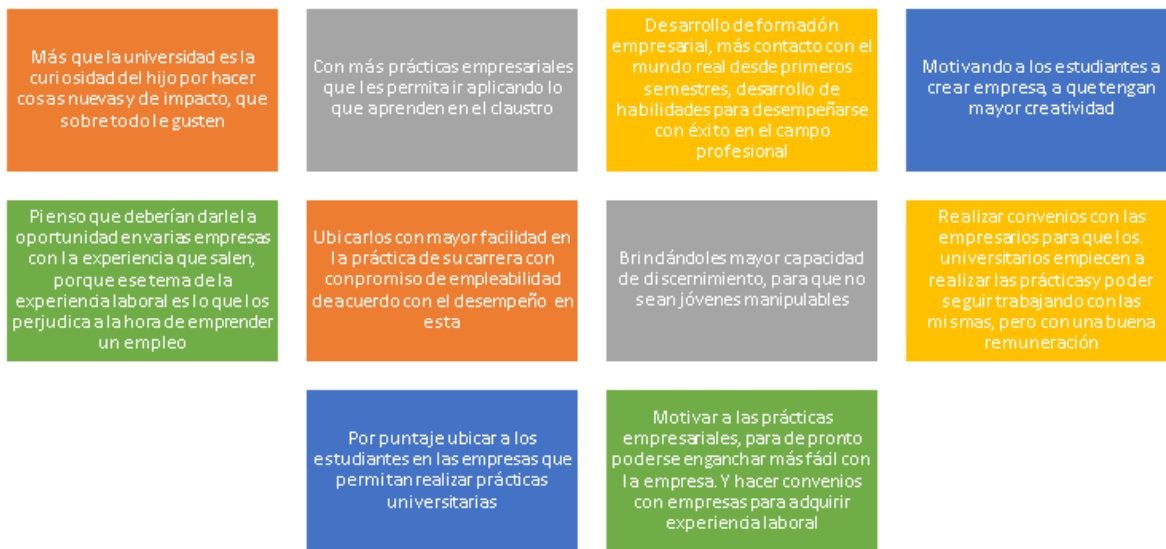 Más que la universidad es la
curiosidad del hijo por hacer
cosas nuevas y de impacto, que
sobre todo le gusten
Con más prácticas empresariales
que les permita ir aplicando lo
que aprenden en el claustro
Desarrollo de formación
empresarial, más contacto con el
mundo real desde primeros
semestres, desarrollo de
habilidades para desempeñarse
con éxito en el campo
profesional
Motivando a los estudiantes a
crear empresa, a que tengan
mayor creatividad
Pienso que deberían darle la
oportunidad en varias empresas
con la experiencia que salen,
porque ese tema de la
experiencia laboral es lo que los
perjudica a la hora de emprender
un empleo
Ubicarlos con mayor facilidad en
la práctica de su carrera con
compromiso de empleabilidad
de acuerdo con el desempeño en
esta
Brindándoles mayor capacidad
de discernimiento, para que no
sean jóvenes manipulables
Realizar convenios con las
empresarios para que los.
universitarios empiecen a
realizar las prácticas y poder
seguir trabajando con las
mismas, pero con una buena
remuneración
Por puntaje ubicar a los
estudiantes en las empresas que
permitan realizar prácticas
universitarias
Motivar a las prácticas
empresariales, para de pronto
poderse enganchar más fácil con
la empresa. Y hacer convenios
con empresas para adquirir
experiencia laboral